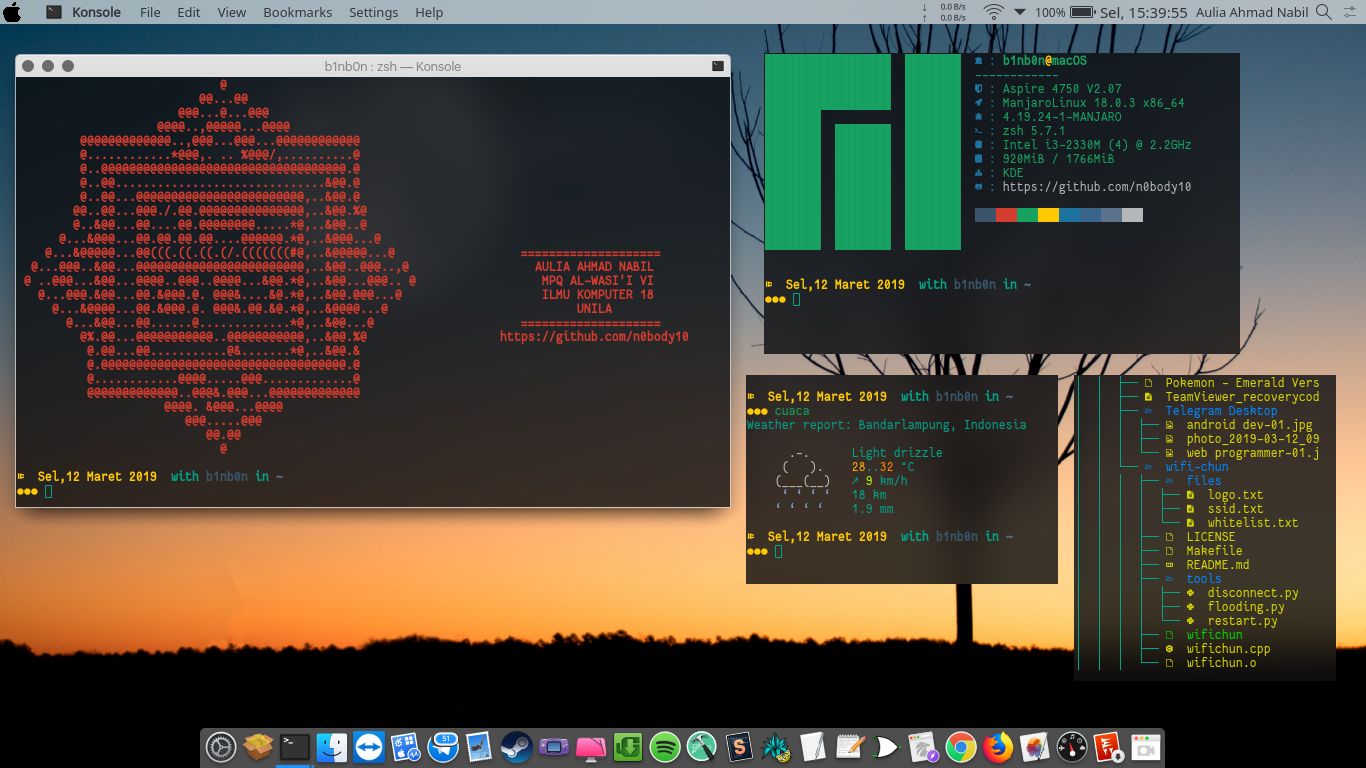 Konsole File Edit View Bookmarks Settings Help
0.0 B/s
0.0 B/s
100% Sel, 15:39:55 Aulia Ahmad Nabil
b1nb0n : zsh — Konsole
====================
AULIA AHMAD NABIL
MPQ AL-WASI'I VI
ILMU KOMPUTER 18
UNILA
====================
https://github.com/n0body10
Sel,12 Maret 2019 with b1nb0n in ~
b1nb0n@macOS
------------
: Aspire 4750 V2.07
: ManjaroLinux 18.0.3 x86_64
: 4.19.24-1-MANJARO
: zsh 5.7.1
: Intel i3-2330M (4) @ 2.2GHz
: 920MiB / 1766MiB
: KDE
: https://github.com/n0body10
Sel,12 Maret 2019 with b1nb0n in ~
Sel,12 Maret 2019 with b1nb0n in ~
cuaca
Weather report: Bandarlampung, Indonesia
Light drizzle
28..32 °C
↗ 9 km/h
18 km
1.9 mm
Sel,12 Maret 2019 with b1nb0n in ~
Pokemon - Emerald Vers
TeamViewer_recoverycod
Telegram Desktop
android dev-01.jpg
photo_2019-03-12_09
web programmer-01.j
wifi-chun
files
logo.txt
ssid.txt
whitelist.txt
LICENSE
Makefile
README.md
tools
disconnect.py
flooding.py
restart.py
wifichun
wifichun.cpp
wifichun.o
51